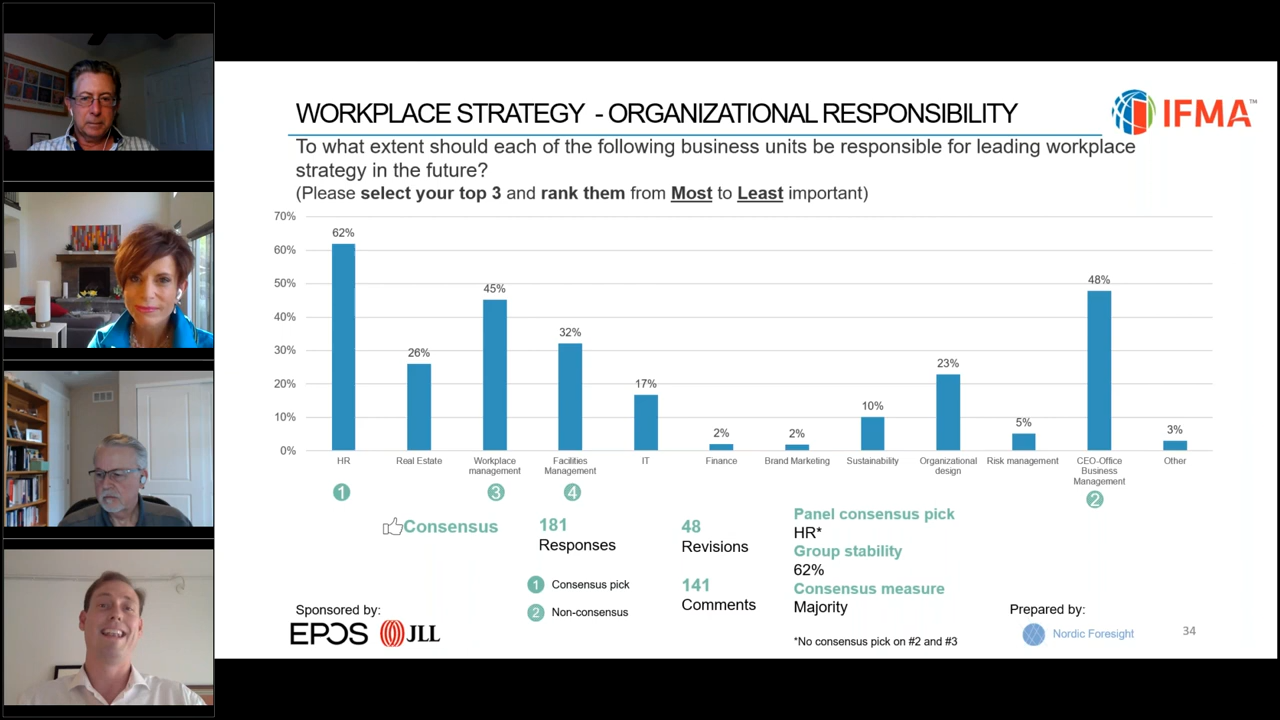 WORKPLACE STRATEGY - ORGANIZATIONAL RESPONSIBILITY
IFMA™
To what extent should each of the following business units be responsible for leading workplace
strategy in the future?
(Please select your top 3 and rank them from Most to Least important)
70%
60%
50%
40%
30%
20%
10%
0%
62%
26%
45%
32%
17%
2%
2%
10%
23%
5%
48%
3%
HR
Real Estate
Workplace
management
Facilities
Management
IT
Finance
Brand Marketing
Sustainability
Organizational
design
Risk management
CEO-Office
Business
Management
Other
1
3
4
2
Consensus
181
Responses
48
Revisions
1 Consensus pick
2 Non-consensus
141
Comments
Panel consensus pick
HR*
Group stability
62%
Consensus measure
Majority
*No consensus pick on #2 and #3
Sponsored by:
EPOS JLL
Prepared by:
Nordic Foresight
34